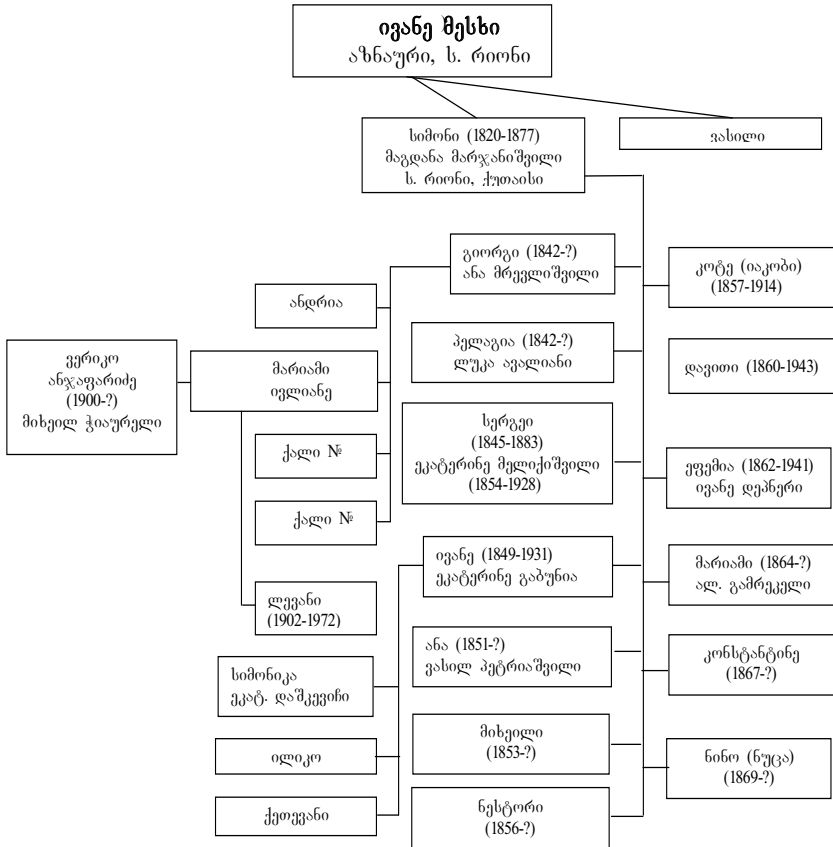 ივანე მესხი
აზნაური, ს. რიონი
სიმონი (1820-1877)
მაგდანა მარჯანიშვილი
ს. რიონი, ქუთაისი
ვასილი
გიორგი (1842-?)
ანა მრევლიშვილი
კოტე (იაკობი)
(1857-1914)
ანდრია
პელაგია (1842-?)
ლუკა ავალიანი
დავითი (1860-1943)
ვერიკო
ანჯაფარიძე
(1900-?)
მიხეილ ჭიაურელი
მარიამი
ივლიანე
სერგეი
(1845-1883)
ეკატერინე მელიქიშვილი
(1854-1928)
ქალი №
ეფემია (1862-1941)
ივანე დეპნერი
ქალი №
ივანე (1849-1931)
ეკატერინე გაბუნია
მარიამი (1864-?)
ალ. გამრეკელი
ლევანი
(1902-1972)
ანა (1851-?)
ვასილ პეტრიაშვილი
კონსტანტინე
(1867-?)
სიმონიკა
ეკატ. დაშკევიჩი
მიხეილი
(1853-?)
ილიკო
ნინო (ნუცა)
(1869-?)
ქეთევანი
ნესტორი
(1856-?)